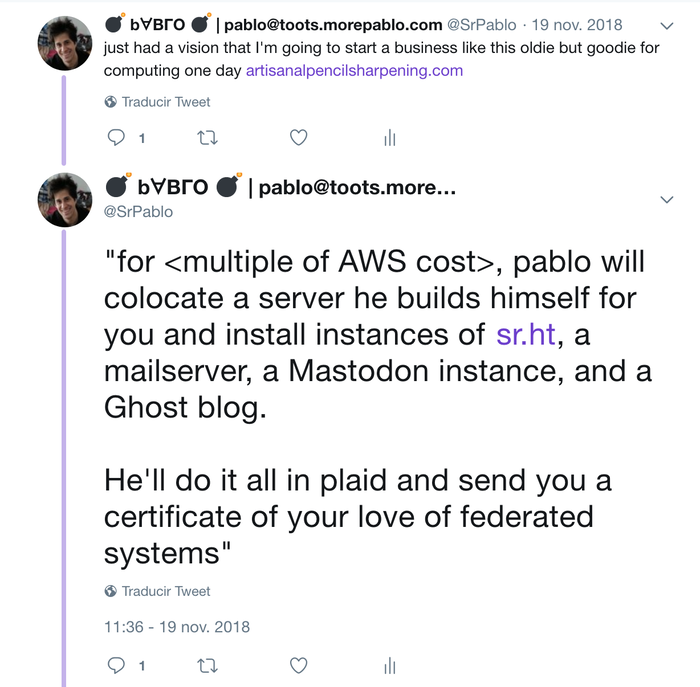 💣 b∀BГO 💣 | pablo@toots.morepablo.com @SrPablo · 19 nov. 2018
just had a vision that I'm going to start a business like this oldie but goodie for
computing one day artisanalpencilsharpening.com
Traducir Tweet
1
💣 b∀BГO 💣 | pablo@toots.more...
@SrPablo
"for <multiple of AWS cost>, pablo will
colocate a server he builds himself for
you and install instances of sr.ht, a
mailserver, a Mastodon instance, and a
Ghost blog.
He'll do it all in plaid and send you a
certificate of your love of federated
systems"
Traducir Tweet
11:36 - 19 nov. 2018
1